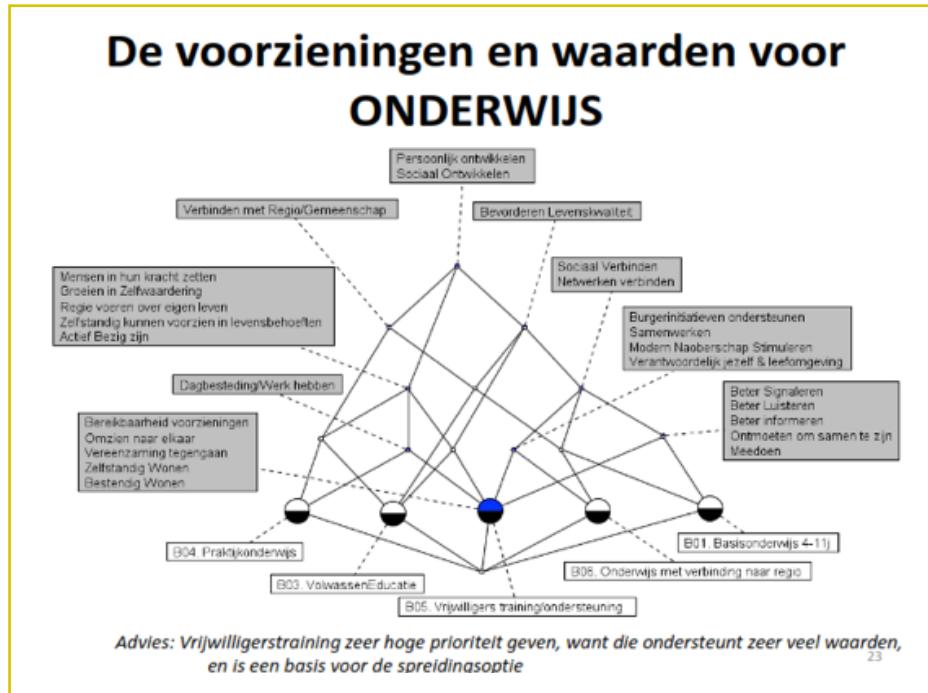 De voorzieningen en waarden voor
ONDERWIJS
Persoonlijk ontwikkelen
Sociaal Ontwikkelen
Verbinden met Regio/Gemeenschap
Bevorderen Levenskwaliteit
Mensen in hun kracht zetten
Groeien in Zelfwaardering
Regie voeren over eigen leven
Zelfstandig kunnen voorzien in levensbehoeften
Actief Bezig zijn
Sociaal Verbinden
Netwerken verbinden
Burgerinitiatieven ondersteunen
Samenwerken
Modern Naoberschap Stimuleren
Verantwoordelijk jezelf & leefomgeving
Dagbesteding/Werk hebben
Beter Signaleren
Beter Luisteren
Beter informeren
Ontmoeten om samen te zijn
Meedoen
Bereikbaarheid voorzieningen
Omzien naar elkaar
Vereenzaming tegengaan
Zelfstandig Wonen
Bestendig Wonen
B04. Praktijkonderwijs
B03. VolwassenEducatie
B05. Vrijwilligers training/ondersteuning
B06. Onderwijs met verbinding naar regio
B01. Basisonderwijs 4-11j
Advies: Vrijwilligerstraining zeer hoge prioriteit geven, want die ondersteunt zeer veel waarden,
en is een basis voor de spreidingsoptie
23